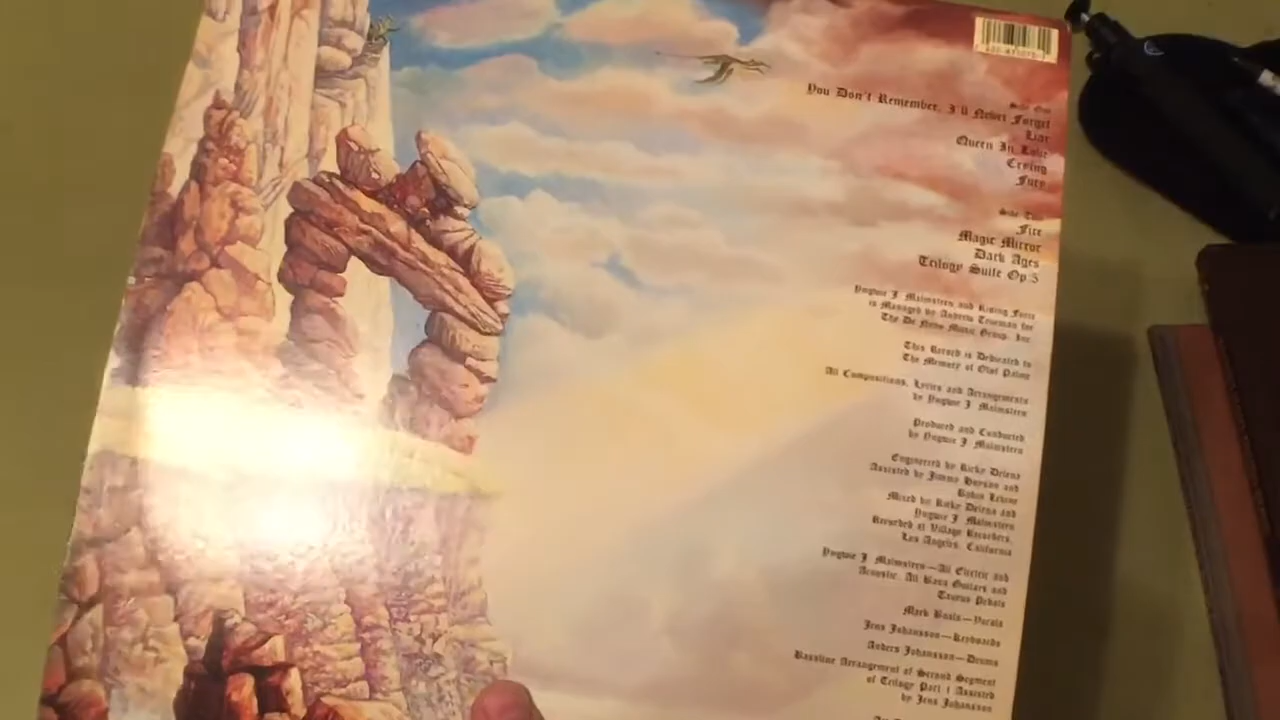 Side One
You Don't Remember, I'll Never Forget
Liar
Queen In Love
Crying
Fury
Side Two
Fire
Magic Mirror
Dark Ages
Trilogy Suite Op:5
Yngwie J. Malmsteen and Rising Force
is Managed by Andrew Trueman for
The De Novo Music Group, Inc.
This Record is Dedicated to
The Memory of Olof Palme
All Compositions, Lyrics and Arrangements
by Yngwie J. Malmsteen
Produced and Conducted
by Yngwie J. Malmsteen
Engineered by Ricky Delena
Assisted by Jimmy Hoyson and
Robin Levine
Mixed by Ricky Delena and
Yngwie J. Malmsteen
Recorded at Village Recorders,
Los Angeles, California
Yngwie J. Malmsteen—All Electric and
Acoustic, All Bass Guitars and
Taurus Pedals
Mark Boals—Vocals
Jens Johansson—Keyboards
Anders Johansson—Drums
Bassline Arrangement of Second Segment
of Trilogy Part 1 Assisted
by Jens Johansson